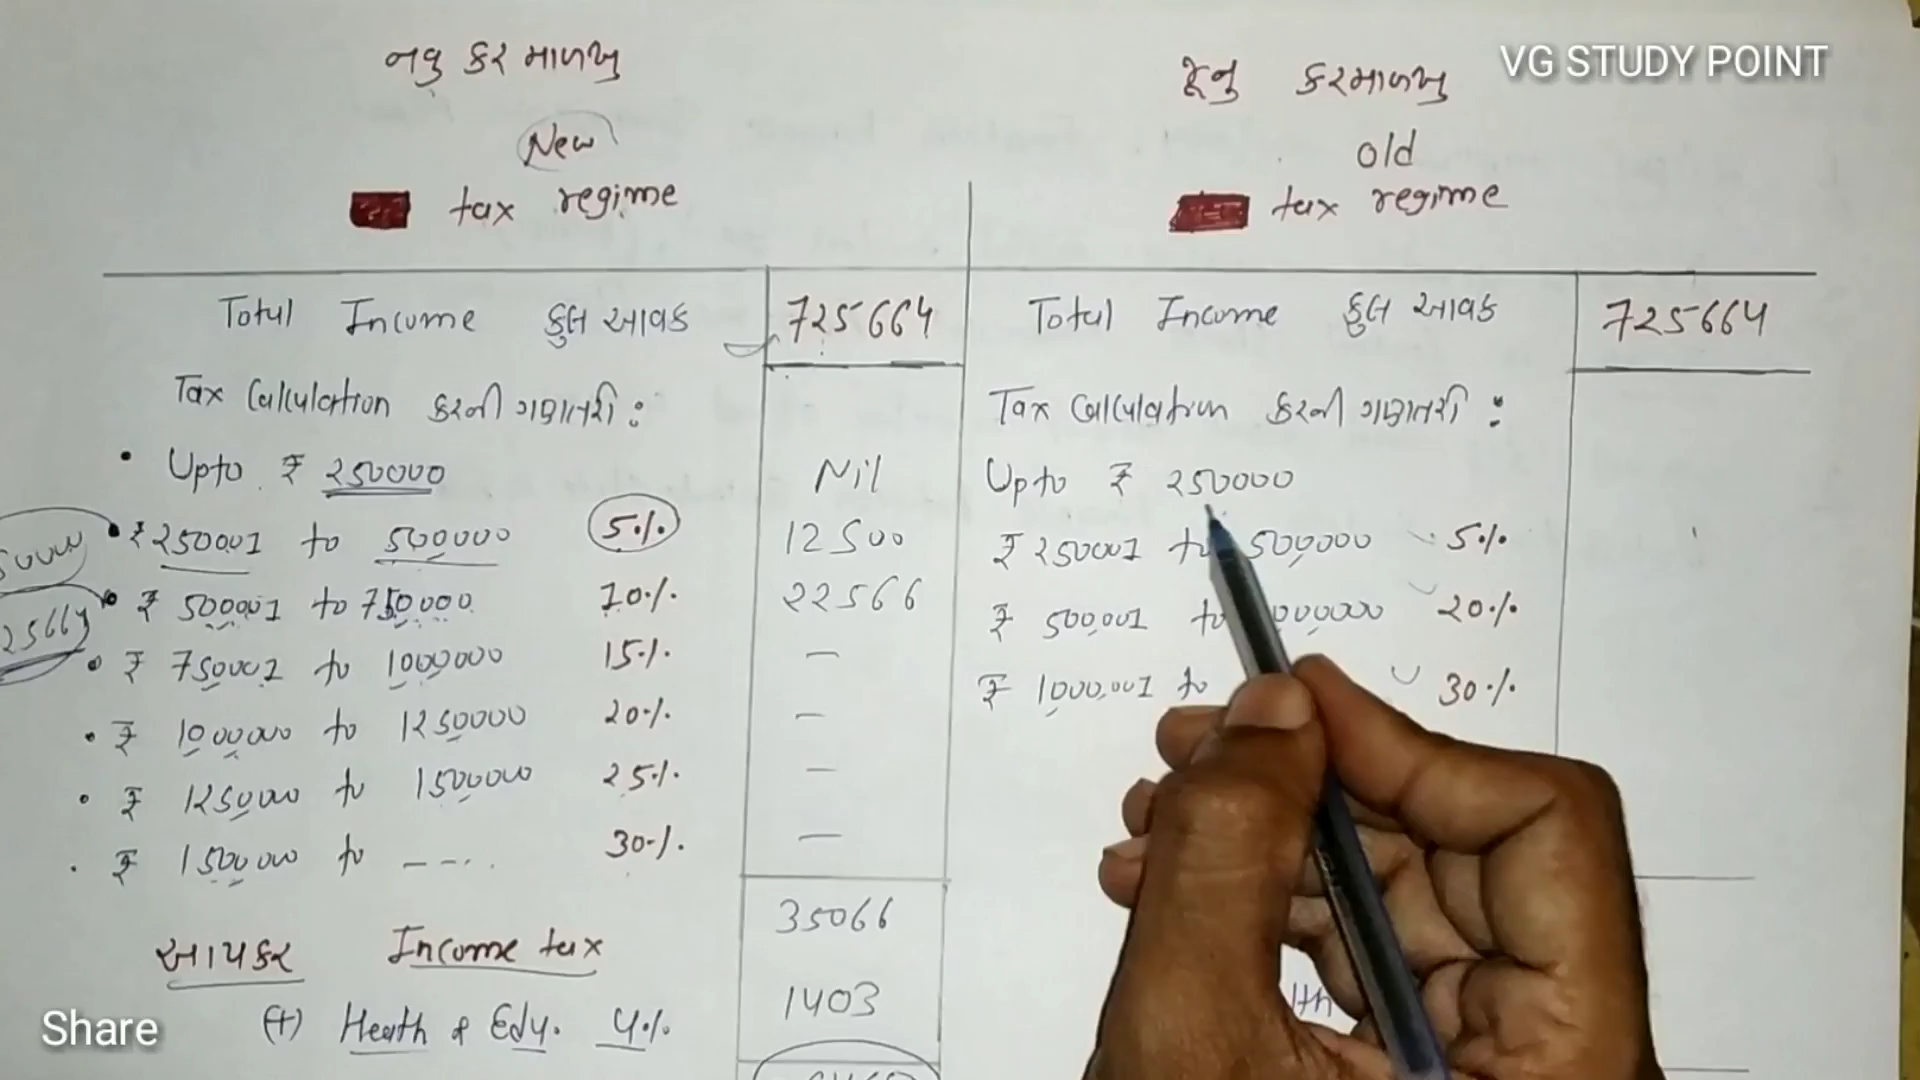 VG STUDY POINT
નવુ કર માળખુ
New
tax regime
જૂનુ કરમાળખુ
old
tax regime
Total Income કુલ આવક 725664
Tax Calculation કરની ગણતરી :
• Upto ₹ 250000 Nil
• ₹ 250001 to 500000 5% 12500
• ₹ 500001 to 750000 10% 22566
• ₹ 750001 to 1000000 15% —
• ₹ 1000000 to 1250000 20% —
• ₹ 1250000 to 1500000 25% —
• ₹ 1500000 to ---- 30% —
35066
આયકર Income tax
(+) Heath & Edu. 4% 1403
Total Income કુલ આવક 725664
Tax Calculation કરની ગણતરી :
Upto ₹ 250000
₹ 250001 to 500000 5%
₹ 500,001 to 20%
₹ 1000,001 to 30%
Share